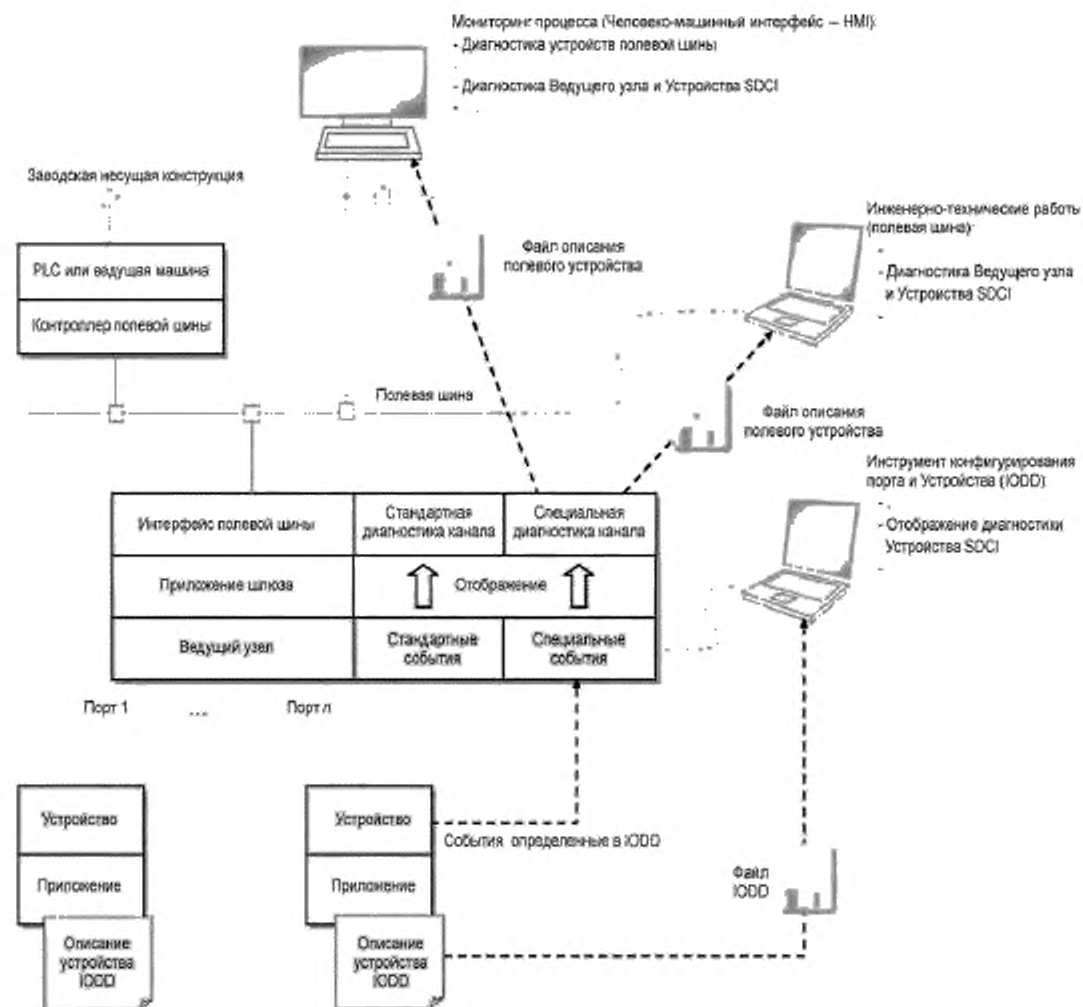 Мониторинг процесса (Человеко-машинный интерфейс — HMI)
- Диагностика устройств полевой шины
- Диагностика Ведущего узла и Устройства SDCI
Заводская несущая конструкция
PLC или ведущая машина
Контроллер полевой шины
Файл описания
полевого устройства
Инженерно-технические работы
(полевая шина)
- Диагностика Ведущего узла
и Устройства SDCI
Полевая шина
Файл описания
полевого устройства
Инструмент конфигурирования
порта и Устройства (IODD)
- Отображение диагностики
Устройства SDCI
Интерфейс полевой шины
Стандартная
диагностика канала
Специальная
диагностика канала
Приложение шлюза
Отображение
Ведущий узел
Стандартные
события
Специальные
события
Порт 1
....
Порт n
Устройство
Приложение
Описание
устройства
IODD
Устройство
Приложение
Описание
устройства
IODD
События определенные в IODD
Файл
IODD